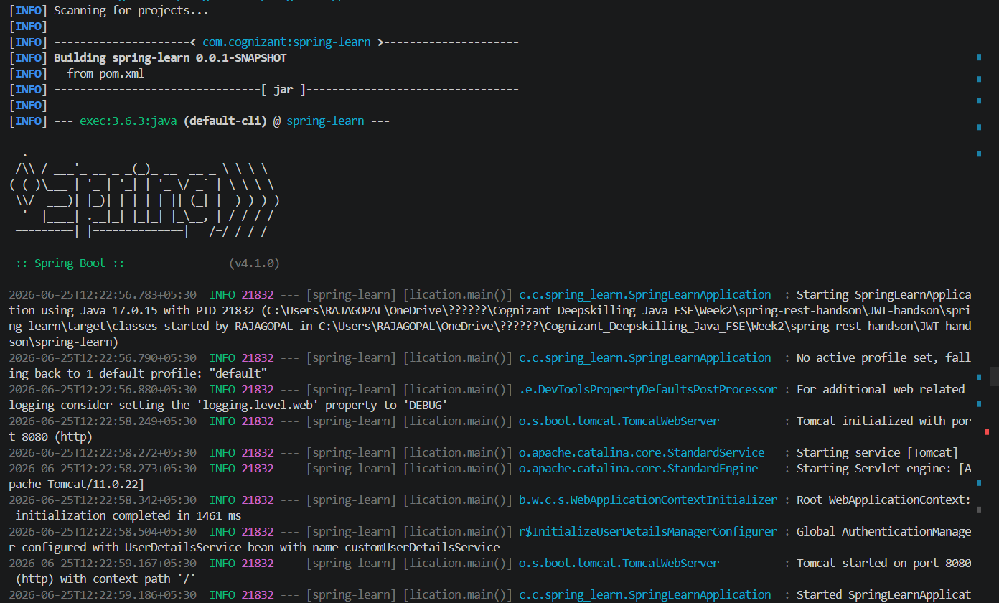 [INFO] Scanning for projects...
[INFO]
[INFO] ---------------------< com.cognizant:spring-learn >---------------------
[INFO] Building spring-learn 0.0.1-SNAPSHOT
[INFO]   from pom.xml
[INFO] --------------------------------[ jar ]---------------------------------
[INFO]
[INFO] --- exec:3.6.3:java (default-cli) @ spring-learn ---
  .   ____          _            __ _ _
 /\\ / ___'_ __ _ _(_)_ __  __ _ \ \ \ \
( ( )\___ | '_ | '_| | '_ \/ _` | \ \ \ \
 \\/  ___)| |_)| | | | | || (_| |  ) ) ) )
  '  |____| .__|_| |_|_| |_\__, | / / / /
 =========|_|==============|___/=/_/_/_/
 :: Spring Boot ::                (v4.1.0)
2026-06-25T12:22:56.783+05:30  INFO 21832 --- [spring-learn] [lication.main()] c.c.spring_learn.SpringLearnApplication  : Starting SpringLearnApplica
tion using Java 17.0.15 with PID 21832 (C:\Users\RAJAGOPAL\OneDrive\??????\Cognizant_Deepskilling_Java_FSE\Week2\spring-rest-handson\JWT-handson\spri
ng-learn\target\classes started by RAJAGOPAL in C:\Users\RAJAGOPAL\OneDrive\??????\Cognizant_Deepskilling_Java_FSE\Week2\spring-rest-handson\JWT-hand
son\spring-learn)
2026-06-25T12:22:56.790+05:30  INFO 21832 --- [spring-learn] [lication.main()] c.c.spring_learn.SpringLearnApplication  : No active profile set, fall
ing back to 1 default profile: "default"
2026-06-25T12:22:56.880+05:30  INFO 21832 --- [spring-learn] [lication.main()] .e.DevToolsPropertyDefaultsPostProcessor : For additional web related
logging consider setting the 'logging.level.web' property to 'DEBUG'
2026-06-25T12:22:58.249+05:30  INFO 21832 --- [spring-learn] [lication.main()] o.s.boot.tomcat.TomcatWebServer          : Tomcat initialized with por
t 8080 (http)
2026-06-25T12:22:58.272+05:30  INFO 21832 --- [spring-learn] [lication.main()] o.apache.catalina.core.StandardService   : Starting service [Tomcat]
2026-06-25T12:22:58.273+05:30  INFO 21832 --- [spring-learn] [lication.main()] o.apache.catalina.core.StandardEngine    : Starting Servlet engine: [A
pache Tomcat/11.0.22]
2026-06-25T12:22:58.342+05:30  INFO 21832 --- [spring-learn] [lication.main()] b.w.c.s.WebApplicationContextInitializer : Root WebApplicationContext:
 initialization completed in 1461 ms
2026-06-25T12:22:58.504+05:30  INFO 21832 --- [spring-learn] [lication.main()] r$InitializeUserDetailsManagerConfigurer : Global AuthenticationManage
r configured with UserDetailsService bean with name customUserDetailsService
2026-06-25T12:22:59.167+05:30  INFO 21832 --- [spring-learn] [lication.main()] o.s.boot.tomcat.TomcatWebServer          : Tomcat started on port 8080
 (http) with context path '/'
2026-06-25T12:22:59.186+05:30  INFO 21832 --- [spring-learn] [lication.main()] c.c.spring_learn.SpringLearnApplication  : Started SpringLearnApplicat